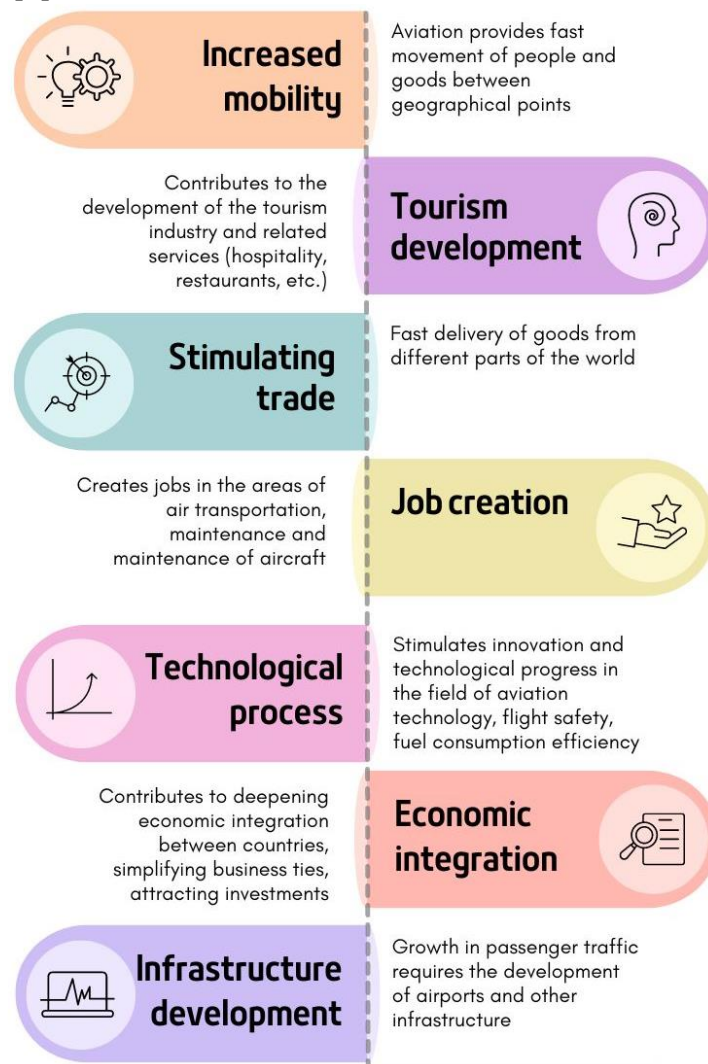 Increased
mobility
Aviation provides fast
movement of people and
goods between
geographical points
Contributes to the
development of the tourism
industry and related
services (hospitality,
restaurants, etc.)
Tourism
development
Stimulating
trade
Fast delivery of goods from
different parts of the world
Creates jobs in the areas of
air transportation,
maintenance and
maintenance of aircraft
Job creation
Technological
process
Stimulates innovation and
technological progress in
the field of aviation
technology, flight safety,
fuel consumption efficiency
Contributes to deepening
economic integration
between countries,
simplifying business ties,
attracting investments
Economic
integration
Infrastructure
development
Growth in passenger traffic
requires the development
of airports and other
infrastructure